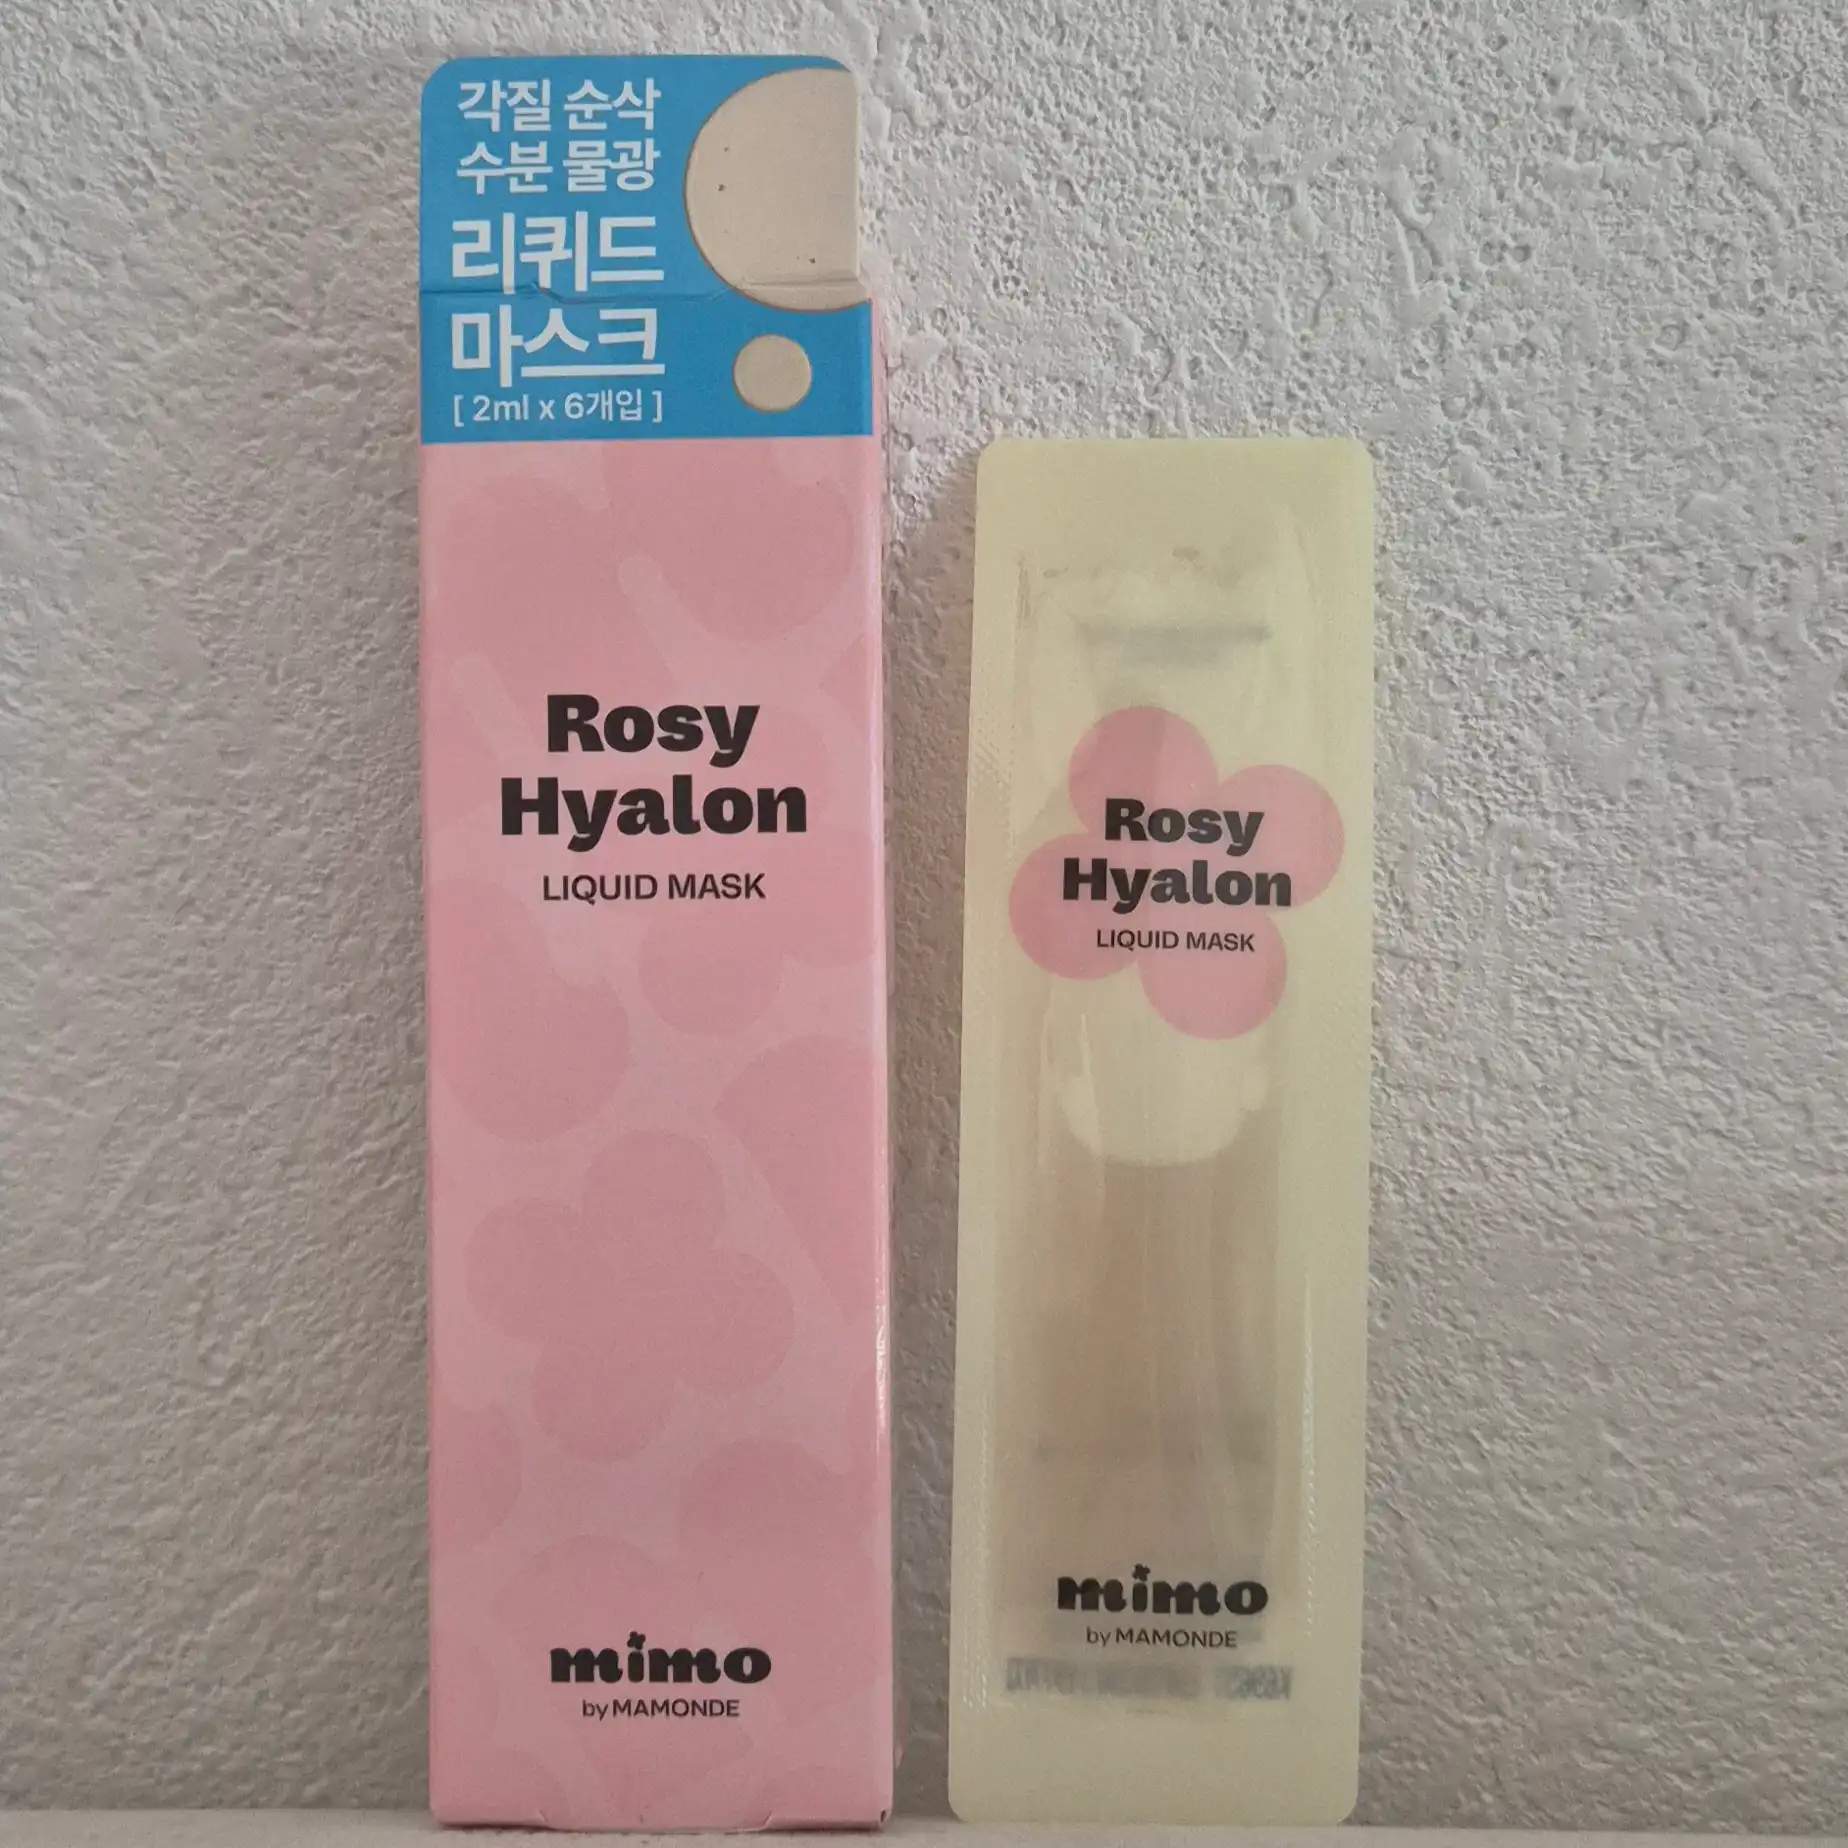 각질 순삭
수분 물광
리퀴드
마스크
[ 2ml x 6개입 ]
Rosy
Hyalon
LIQUID MASK
mimo
by MAMONDE
Rosy
Hyalon
LIQUID MASK
mimo
by MAMONDE